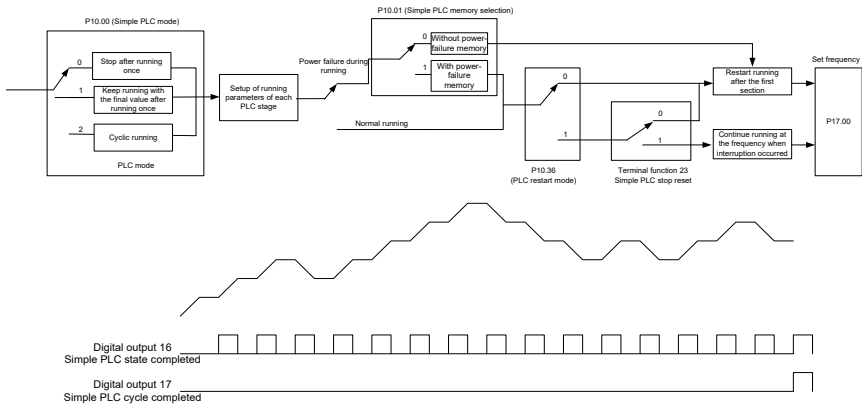 P10.00 (Simple PLC mode)
0
Stop after running
once
1
Keep running with
the final value after
running once
2
Cyclic running
PLC mode
Setup of running
parameters of each
PLC stage
Power failure during
running
Normal running
P10.01 (Simple PLC memory selection)
0
Without power-
failure memory
1
With power-
failure memory
0
1
P10.36
(PLC restart mode)
0
1
Terminal function 23
Simple PLC stop reset
Restart running
after the first
section
Continue running at
the frequency when
interruption occurred
Set frequency
P17.00
Digital output 16
Simple PLC state completed
Digital output 17
Simple PLC cycle completed